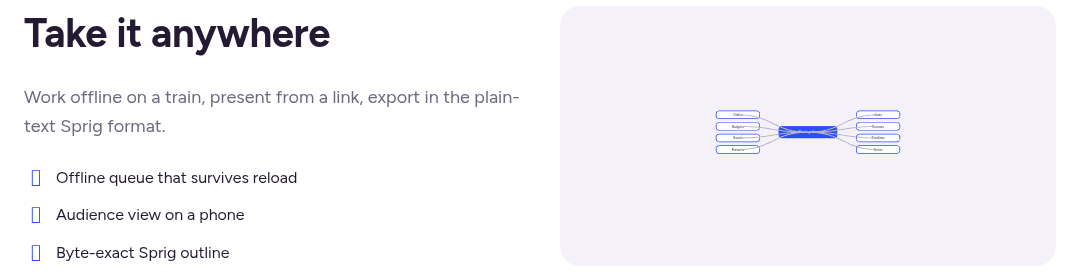 Take it anywhere
Work offline on a train, present from a link, export in the plain-
text Sprig format.
Offline queue that survives reload
Audience view on a phone
Byte-exact Sprig outline